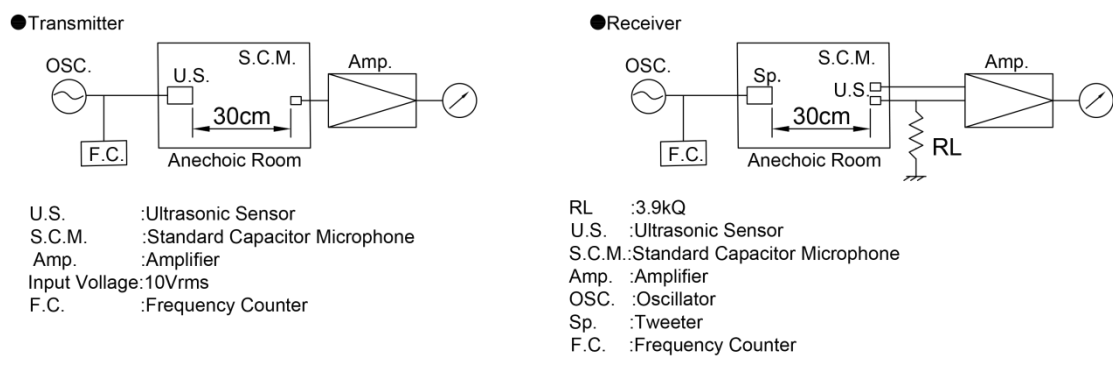 ●Transmitter
OSC.
U.S.
S.C.M.
Amp.
30cm
F.C.
Anechoic Room
U.S. :Ultrasonic Sensor
S.C.M. :Standard Capacitor Microphone
Amp. :Amplifier
Input Vollage:10Vrms
F.C. :Frequency Counter
●Receiver
OSC.
Sp.
S.C.M.
U.S.
Amp.
30cm
F.C.
Anechoic Room
RL
RL :3.9kQ
U.S. :Ultrasonic Sensor
S.C.M.:Standard Capacitor Microphone
Amp. :Amplifier
OSC. :Oscillator
Sp. :Tweeter
F.C. :Frequency Counter